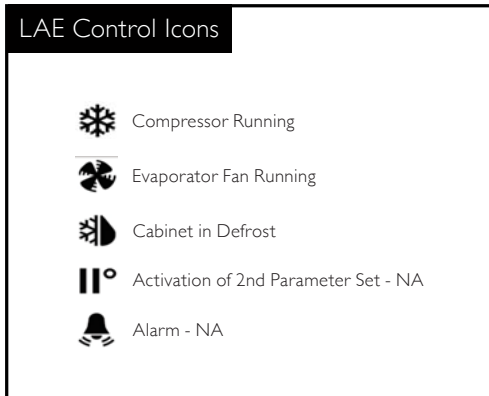 LAE Control Icons
Compressor Running
Evaporator Fan Running
Cabinet in Defrost
Activation of 2nd Parameter Set - NA
Alarm - NA